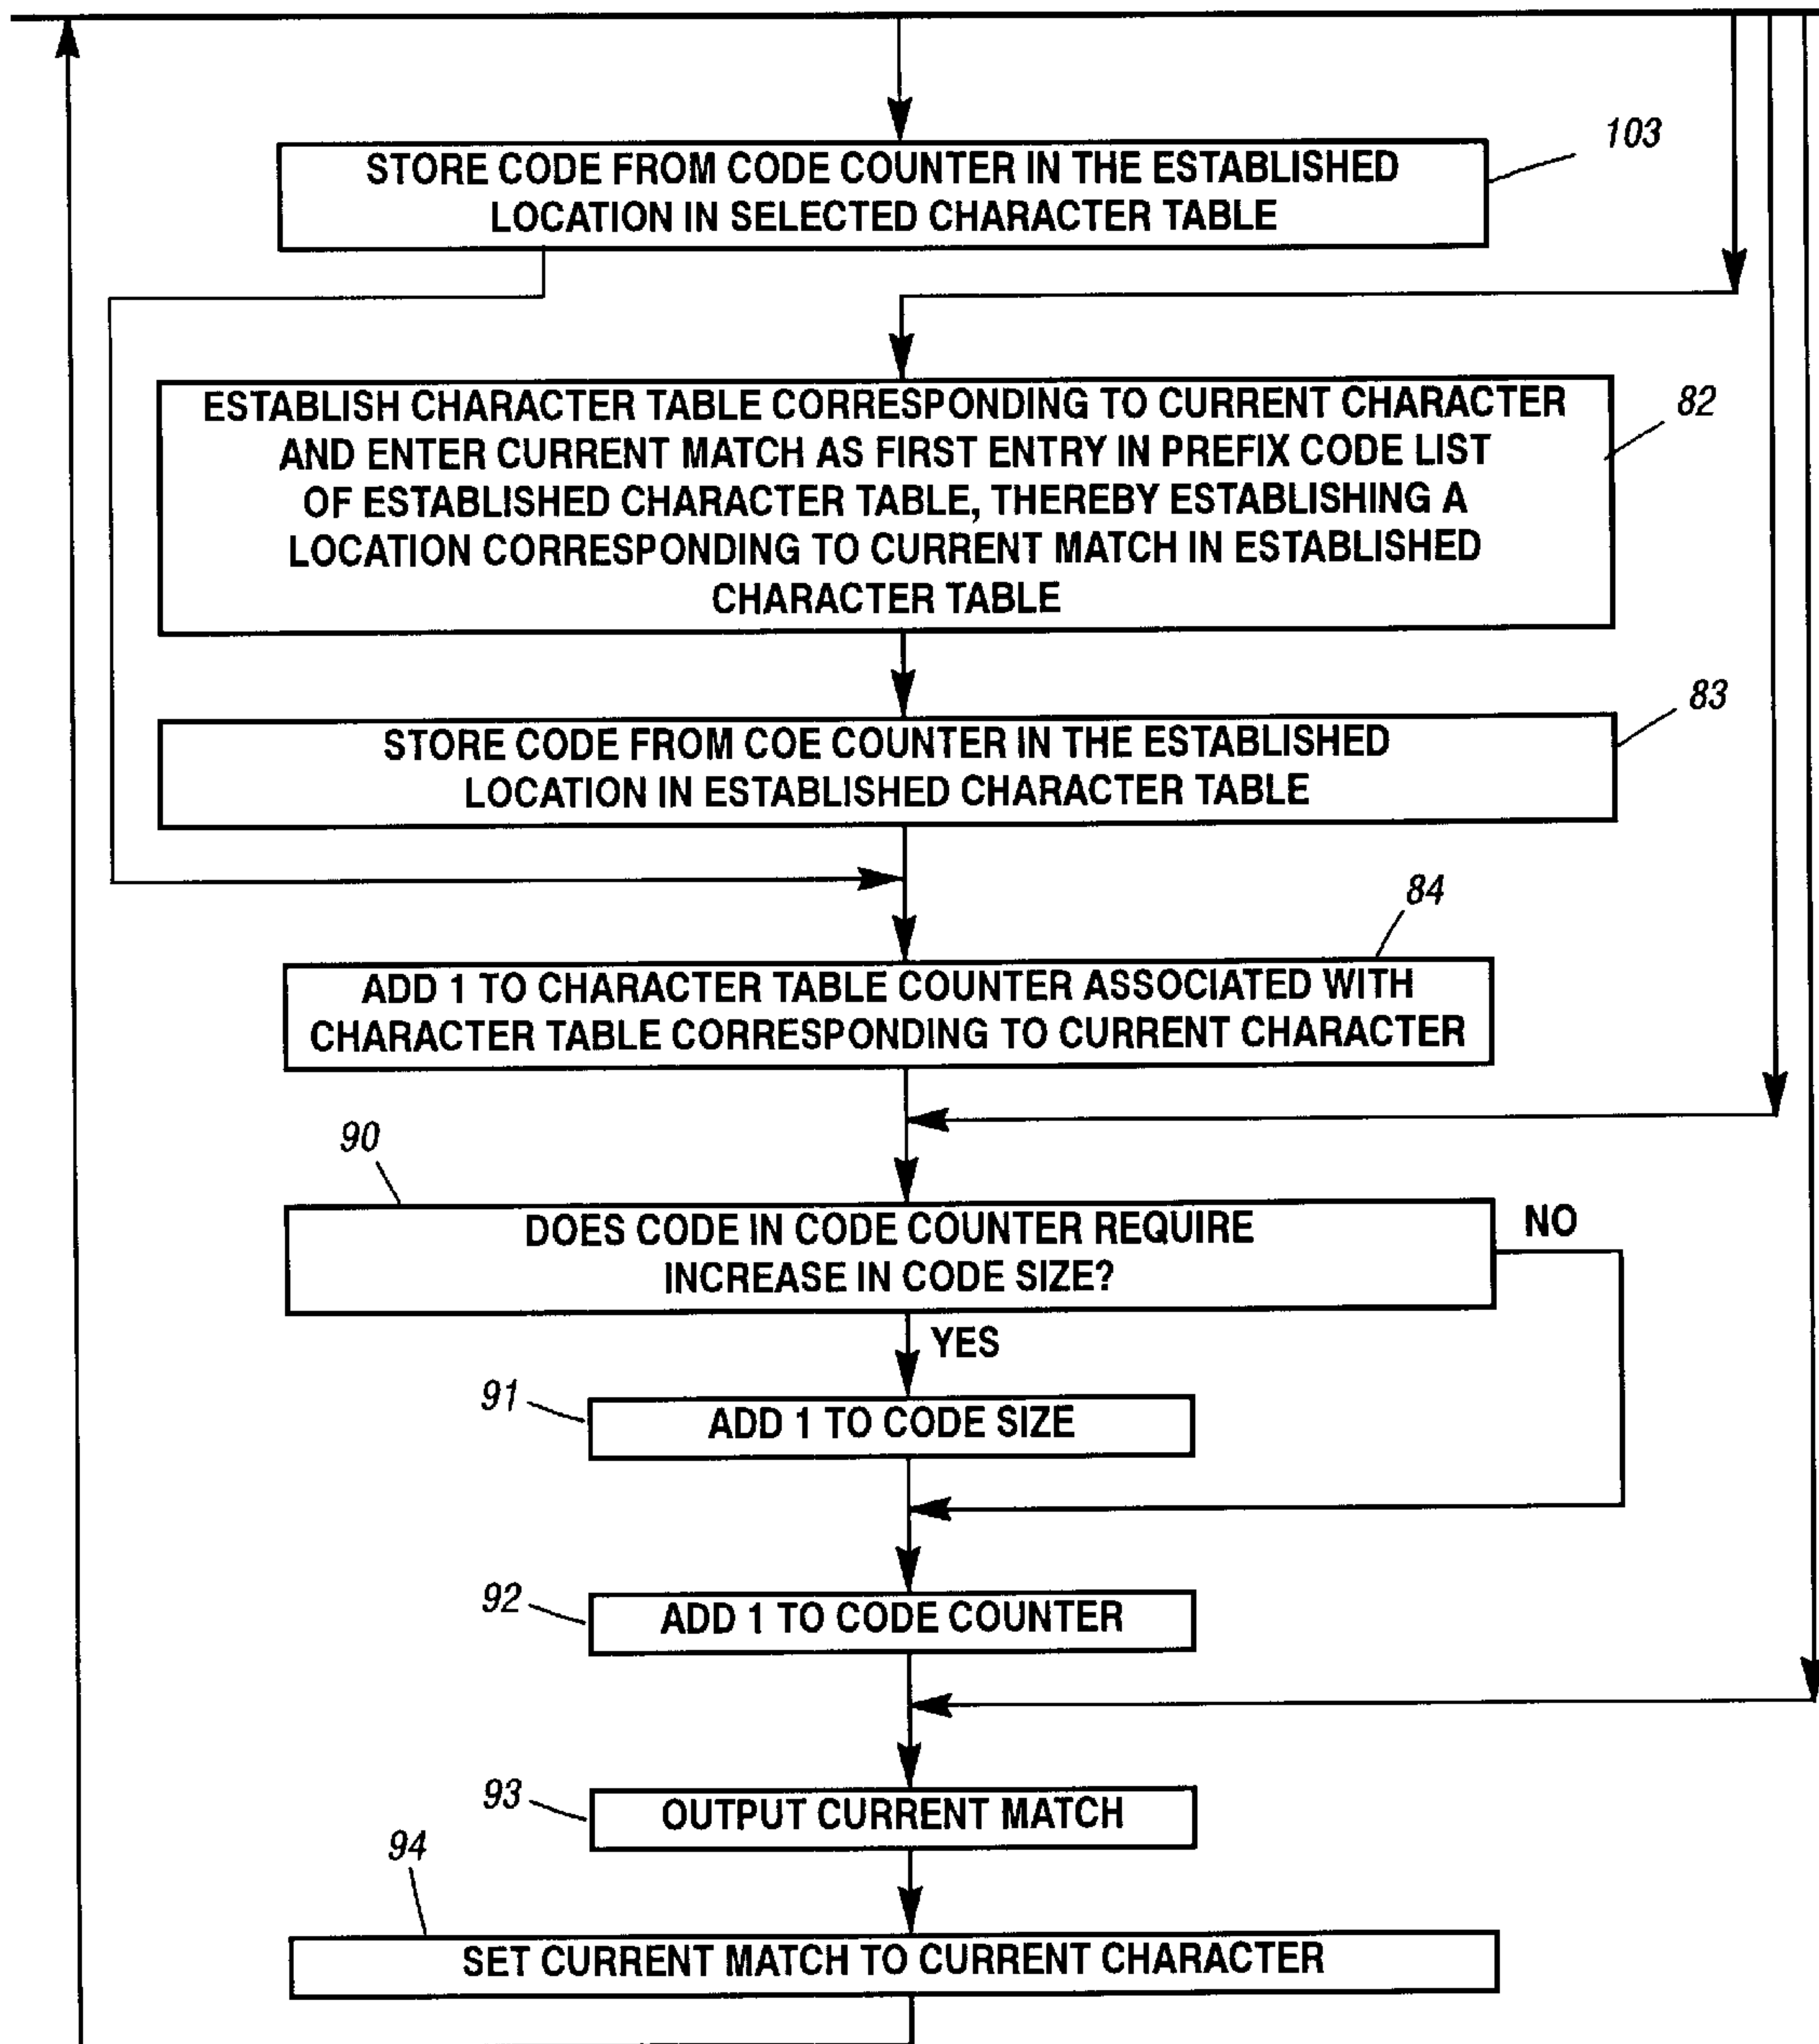 103
STORE CODE FROM CODE COUNTER IN THE ESTABLISHED
LOCATION IN SELECTED CHARACTER TABLE
82
ESTABLISH CHARACTER TABLE CORRESPONDING TO CURRENT CHARACTER
AND ENTER CURRENT MATCH AS FIRST ENTRY IN PREFIX CODE LIST
OF ESTABLISHED CHARACTER TABLE, THEREBY ESTABLISHING A
LOCATION CORRESPONDING TO CURRENT MATCH IN ESTABLISHED
CHARACTER TABLE
83
STORE CODE FROM COE COUNTER IN THE ESTABLISHED
LOCATION IN ESTABLISHED CHARACTER TABLE
84
ADD 1 TO CHARACTER TABLE COUNTER ASSOCIATED WITH
CHARACTER TABLE CORRESPONDING TO CURRENT CHARACTER
90
DOES CODE IN CODE COUNTER REQUIRE
INCREASE IN CODE SIZE?
NO
YES
91
ADD 1 TO CODE SIZE
92
ADD 1 TO CODE COUNTER
93
OUTPUT CURRENT MATCH
94
SET CURRENT MATCH TO CURRENT CHARACTER